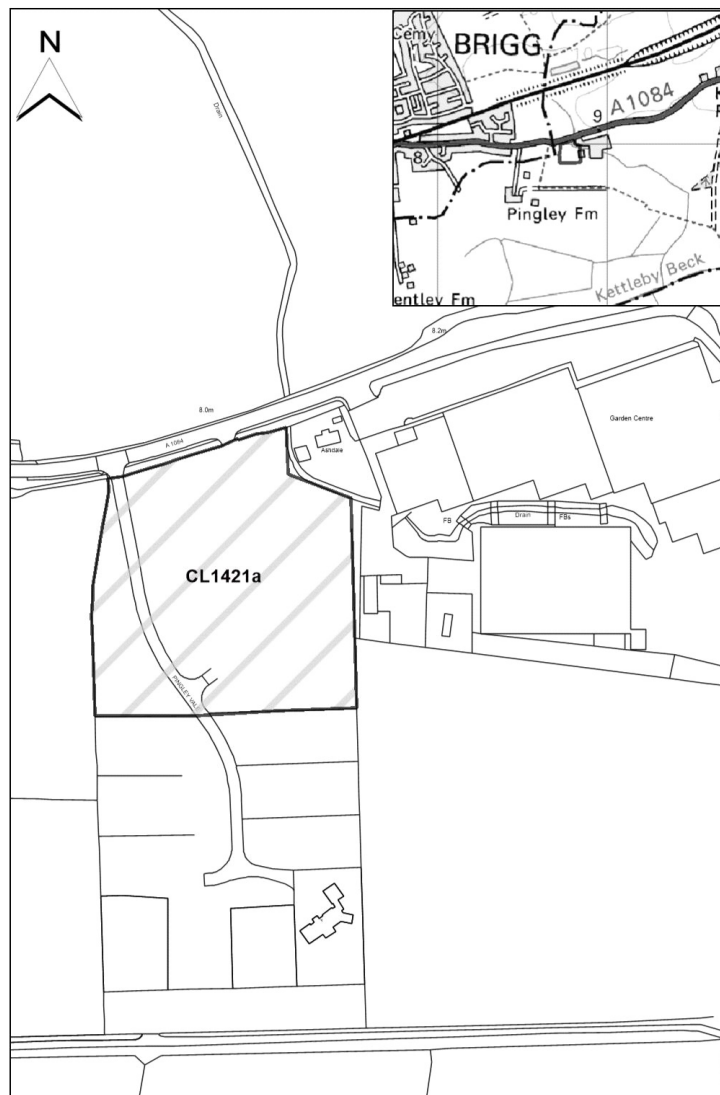 N
Cemy
BRIGG
A1084
9
8
Pingley Fm
Kettleby Beck
entley Fm
Drain
8.2m
8.0m
A 1084
Ashdale
Garden Centre
FB
Drain
FBs
CL1421a
PINGLEY VALE